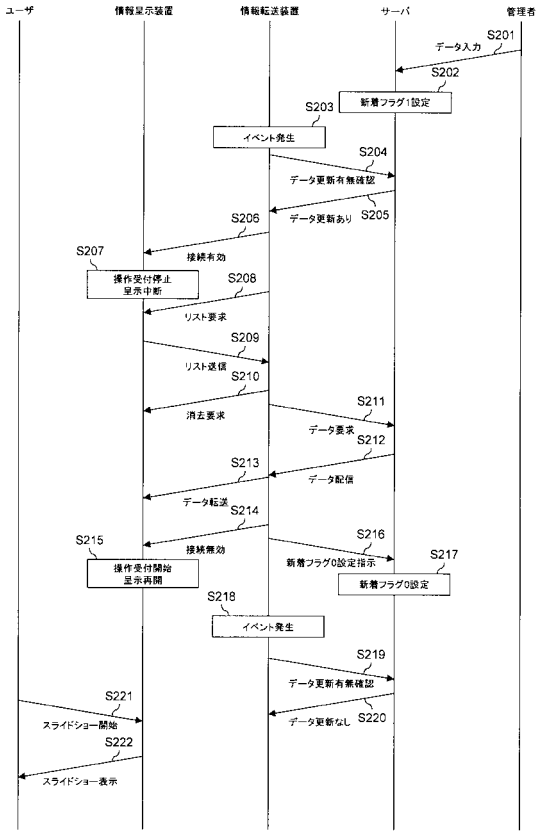 ユーザ 情報呈示装置 情報転送装置 サーバ 管理者
S201
データ入力
S202
新着フラグ1設定
S203
イベント発生
S204
データ更新有無確認
S205
データ更新あり
S206
接続有効
S207
操作受付停止
呈示中断
S208
リスト要求
S209
リスト送信
S210
消去要求
S211
データ要求
S212
データ配信
S213
データ転送
S214
接続無効
S215
操作受付開始
呈示再開
S216
新着フラグ0設定指示
S217
新着フラグ0設定
S218
イベント発生
S219
データ更新有無確認
S220
データ更新なし
S221
スライドショー開始
S222
スライドショー表示